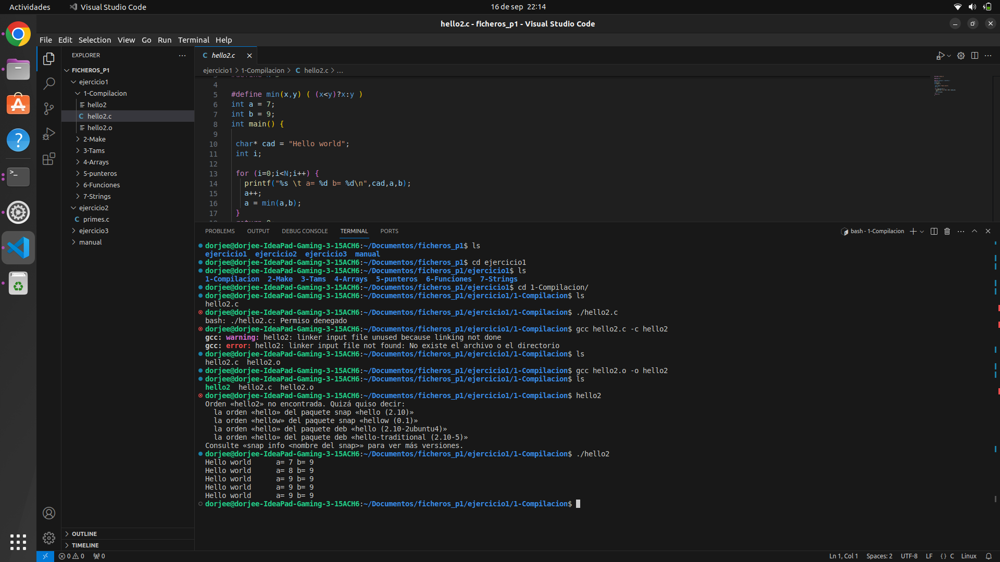 Actividades
Visual Studio Code
16 de sep 22:14
hello2.c - ficheros_p1 - Visual Studio Code
File Edit Selection View Go Run Terminal Help
EXPLORER
FICHEROS_P1
ejercicio1
1-Compilacion
hello2
hello2.c
hello2.o
2-Make
3-Tams
4-Arrays
5-punteros
6-Funciones
7-Strings
ejercicio2
primes.c
ejercicio3
manual
OUTLINE
TIMELINE
hello2.c
ejercicio1 > 1-Compilacion > C hello2.c > ...
4
5 #define min(x,y) ( (x<y)?x:y )
6 int a = 7;
7 int b = 9;
8 int main() {
9
10 char* cad = "Hello world";
11 int i;
12
13 for (i=0;i<N;i++) {
14 printf("%s \t a= %d b= %d\n",cad,a,b);
15 a++;
16 a = min(a,b);
17 }
PROBLEMS OUTPUT DEBUG CONSOLE TERMINAL PORTS
bash - 1-Compilacion
dorjee@dorjee-IdeaPad-Gaming-3-15ACH6:~/Documentos/ficheros_p1$ ls
ejercicio1 ejercicio2 ejercicio3 manual
dorjee@dorjee-IdeaPad-Gaming-3-15ACH6:~/Documentos/ficheros_p1$ cd ejercicio1
dorjee@dorjee-IdeaPad-Gaming-3-15ACH6:~/Documentos/ficheros_p1/ejercicio1$ ls
1-Compilacion 2-Make 3-Tams 4-Arrays 5-punteros 6-Funciones 7-Strings
dorjee@dorjee-IdeaPad-Gaming-3-15ACH6:~/Documentos/ficheros_p1/ejercicio1$ cd 1-Compilacion/
dorjee@dorjee-IdeaPad-Gaming-3-15ACH6:~/Documentos/ficheros_p1/ejercicio1/1-Compilacion$ ls
hello2.c
dorjee@dorjee-IdeaPad-Gaming-3-15ACH6:~/Documentos/ficheros_p1/ejercicio1/1-Compilacion$ ./hello2.c
bash: ./hello2.c: Permiso denegado
dorjee@dorjee-IdeaPad-Gaming-3-15ACH6:~/Documentos/ficheros_p1/ejercicio1/1-Compilacion$ gcc hello2.c -c hello2
gcc: warning: hello2: linker input file unused because linking not done
gcc: error: hello2: linker input file not found: No existe el archivo o el directorio
dorjee@dorjee-IdeaPad-Gaming-3-15ACH6:~/Documentos/ficheros_p1/ejercicio1/1-Compilacion$ ls
hello2.c hello2.o
dorjee@dorjee-IdeaPad-Gaming-3-15ACH6:~/Documentos/ficheros_p1/ejercicio1/1-Compilacion$ gcc hello2.o -o hello2
dorjee@dorjee-IdeaPad-Gaming-3-15ACH6:~/Documentos/ficheros_p1/ejercicio1/1-Compilacion$ ls
hello2 hello2.c hello2.o
dorjee@dorjee-IdeaPad-Gaming-3-15ACH6:~/Documentos/ficheros_p1/ejercicio1/1-Compilacion$ hello2
Orden «hello2» no encontrada. Quizá quiso decir:
la orden «hello» del paquete snap «hello (2.10)»
la orden «hellow» del paquete snap «hellow (0.1)»
la orden «hello» del paquete deb «hello (2.10-2ubuntu4)»
la orden «hello» del paquete deb «hello-traditional (2.10-5)»
Consulte «snap info <nombre del snap>» para ver más versiones.
dorjee@dorjee-IdeaPad-Gaming-3-15ACH6:~/Documentos/ficheros_p1/ejercicio1/1-Compilacion$ ./hello2
Hello world a= 7 b= 9
Hello world a= 8 b= 9
Hello world a= 9 b= 9
Hello world a= 9 b= 9
Hello world a= 9 b= 9
dorjee@dorjee-IdeaPad-Gaming-3-15ACH6:~/Documentos/ficheros_p1/ejercicio1/1-Compilacion$
0 0 0
Ln 1, Col 1 Spaces: 2 UTF-8 LF {} C Linux